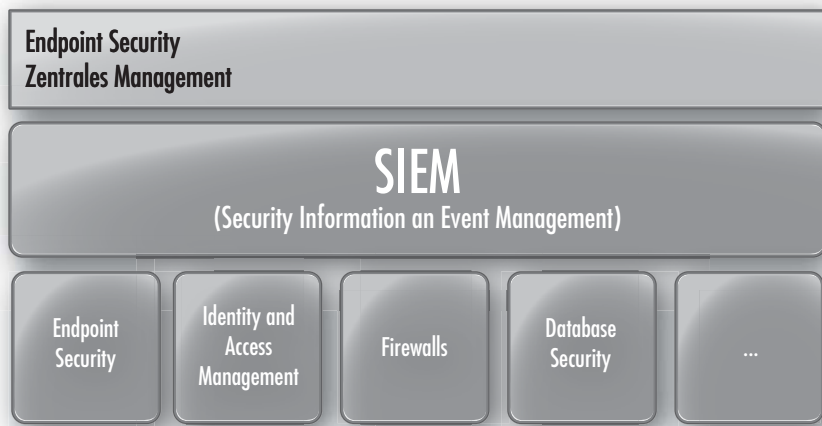 Endpoint Security
Zentrales Management
SIEM
(Security Information an Event Management)
Endpoint
Security
Identity and
Access
Management
Firewalls
Database
Security
...